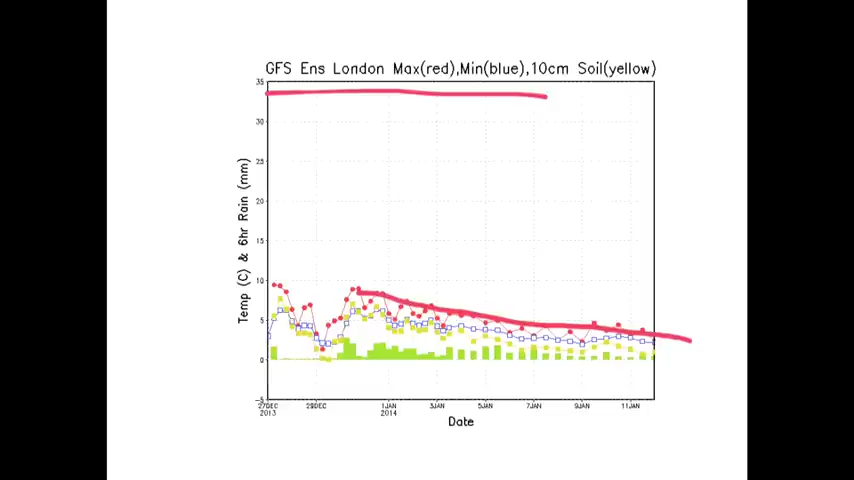 GFS Ens London Max(red),Min(blue),10cm Soil(yellow)
Temp (C) & 6hr Rain (mm)
35
30
25
20
15
10
5
0
-5
27DEC 29DEC 1JAN 3JAN 5JAN 7JAN 9JAN 11JAN
2013 2014
Date